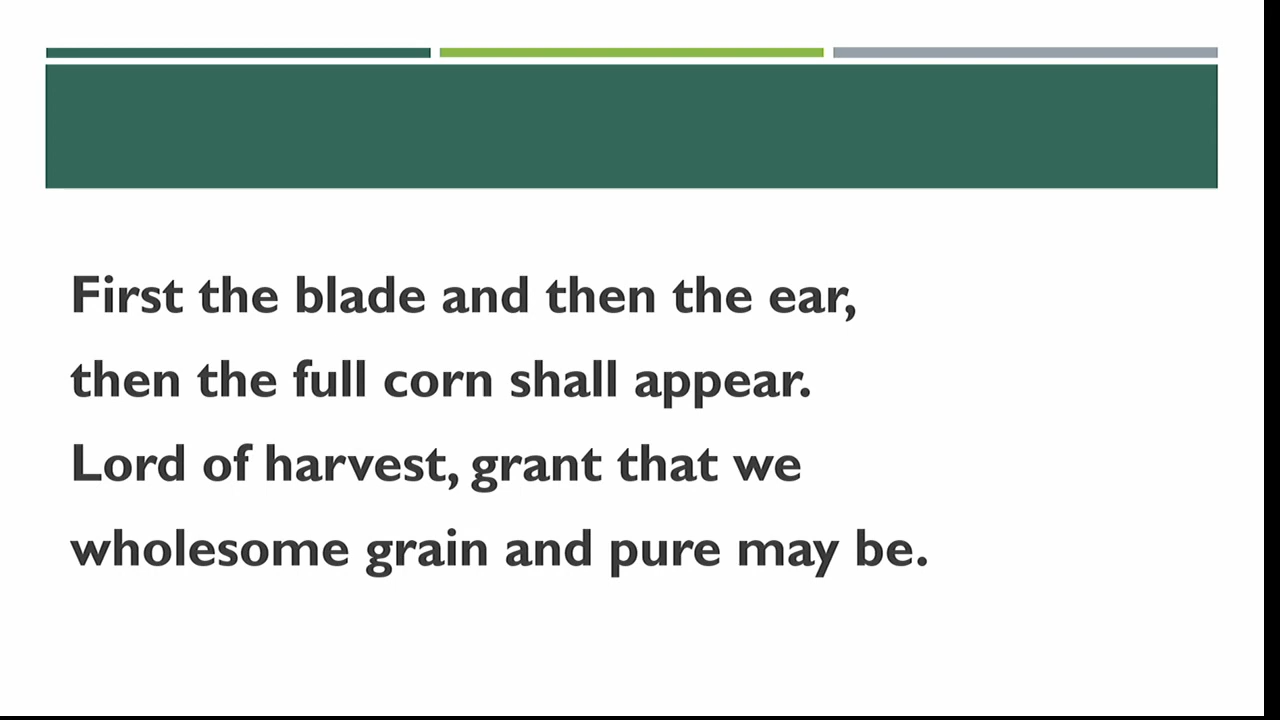 First the blade and then the ear,
then the full corn shall appear.
Lord of harvest, grant that we
wholesome grain and pure may be.